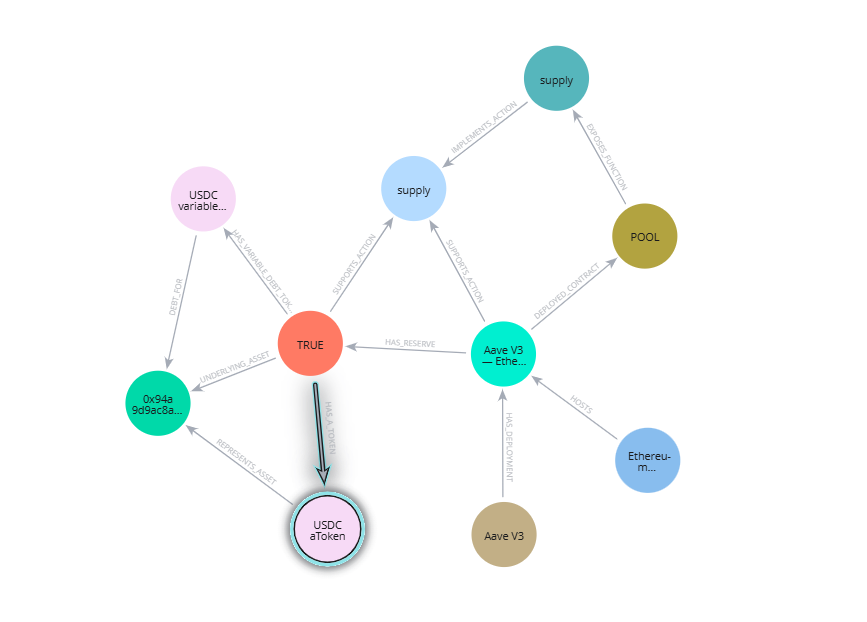 supply
IMPLEMENTS_ACTION
EXPOSES_FUNCTION
supply
USDC
variable...
POOL
HAS_VARIABLE_DEBT_TOK...
SUPPORTS_ACTION
SUPPORTS_ACTION
DEPLOYED_CONTRACT
DEBT_FOR
TRUE
HAS_RESERVE
Aave V3
— Ethe...
UNDERLYING_ASSET
0x94a
9d9ac8a...
HAS_A_TOKEN
HOSTS
HAS_DEPLOYMENT
REPRESENTS_ASSET
Ethereu-
m...
USDC
aToken
Aave V3